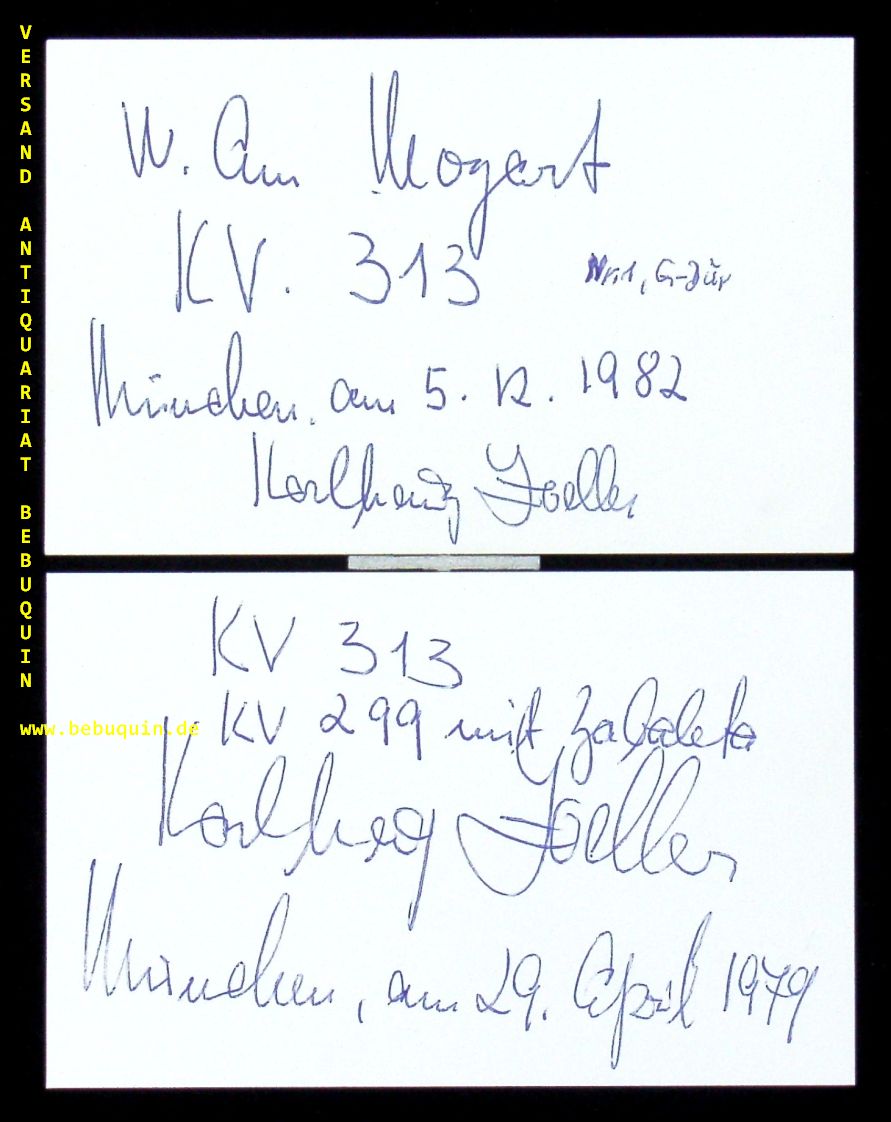 VERSAND ANTIQUARIAT BEBUQUIN
www.bebuquin.de
W. Am Mozart
KV. 313 Nr. 1, G-Dur
München, am 5. 12. 1982
Karlheinz Zoeller
KV 313
KV 299 mit Zabaleta
Karlheinz Zoeller
München, am 29. April 1979